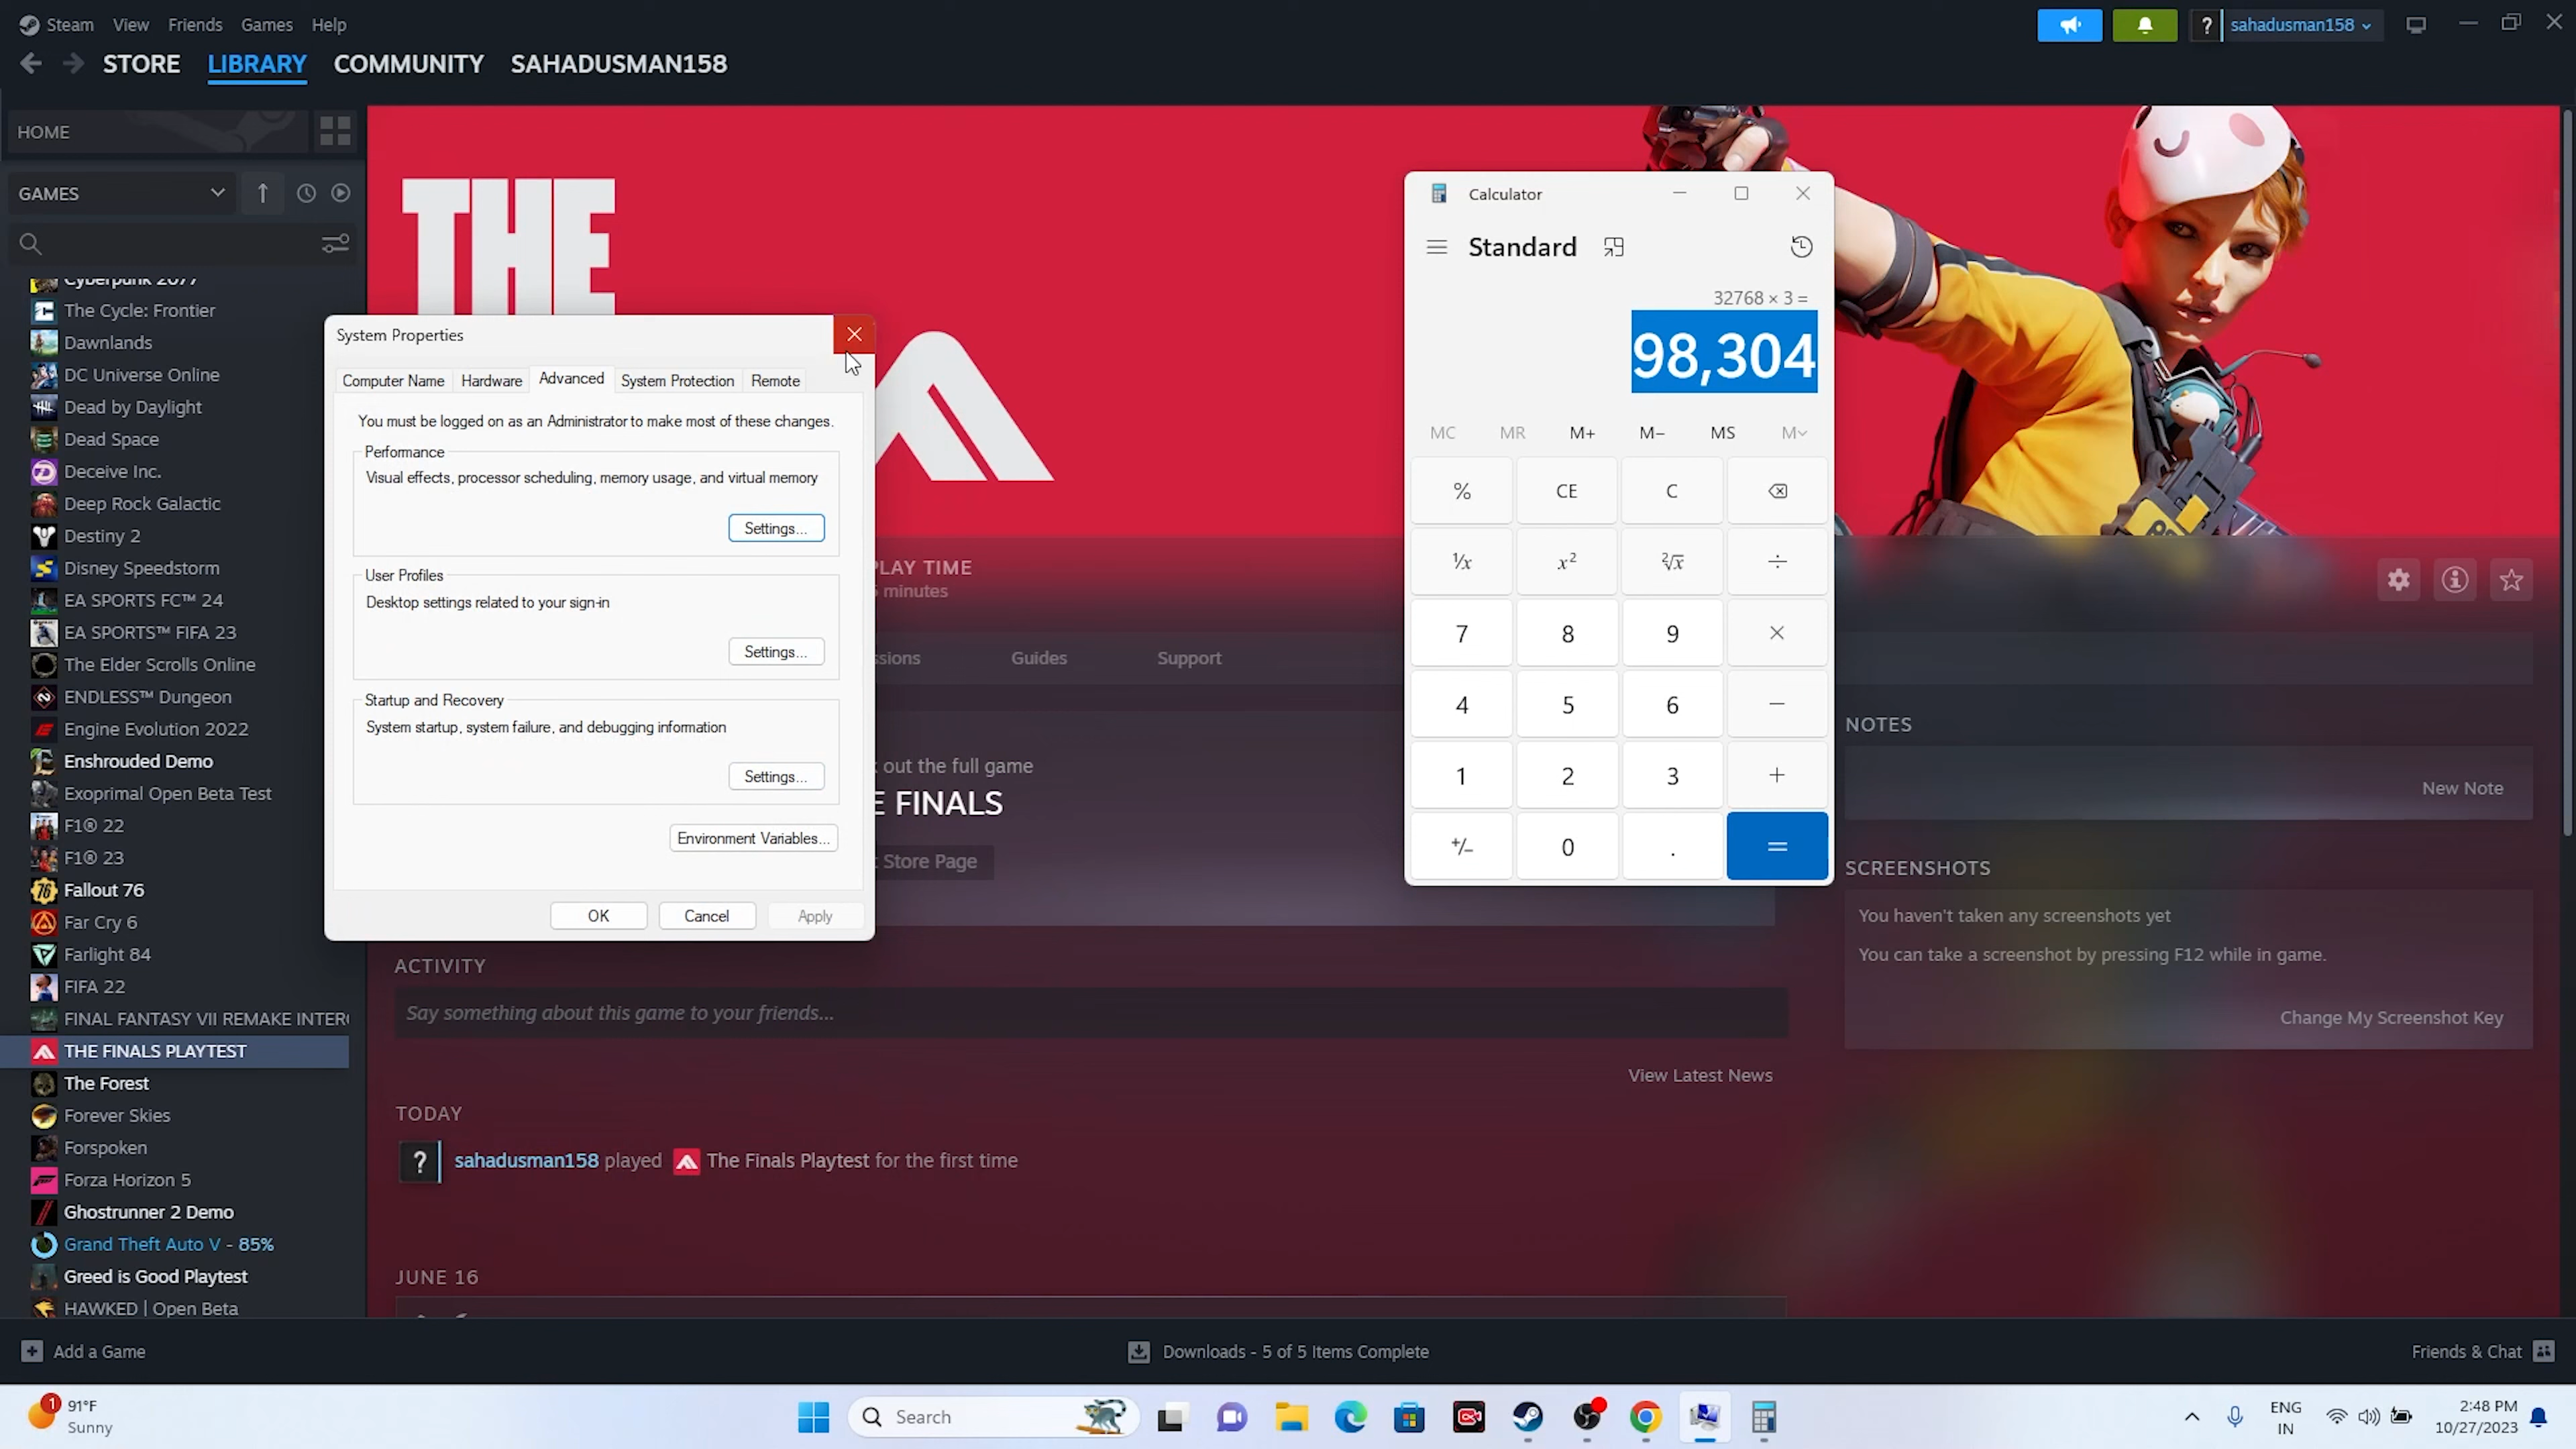 Steam View Friends Games Help
? sahadusman158
STORE LIBRARY COMMUNITY SAHADUSMAN158
HOME
GAMES
Cyberpunk 2077
The Cycle: Frontier
Dawnlands
DC Universe Online
Dead by Daylight
Dead Space
Deceive Inc.
Deep Rock Galactic
Destiny 2
Disney Speedstorm
EA SPORTS FC™ 24
EA SPORTS™ FIFA 23
The Elder Scrolls Online
ENDLESS™ Dungeon
Engine Evolution 2022
Enshrouded Demo
Exoprimal Open Beta Test
F1® 22
F1® 23
Fallout 76
Far Cry 6
Farlight 84
FIFA 22
FINAL FANTASY VII REMAKE INTER
THE FINALS PLAYTEST
The Forest
Forever Skies
Forspoken
Forza Horizon 5
Ghostrunner 2 Demo
Grand Theft Auto V - 85%
Greed is Good Playtest
HAWKED | Open Beta
THE
System Properties
Computer Name Hardware Advanced System Protection Remote
You must be logged on as an Administrator to make most of these changes.
Performance
Visual effects, processor scheduling, memory usage, and virtual memory
Settings...
User Profiles
Desktop settings related to your sign-in
Settings...
Startup and Recovery
System startup, system failure, and debugging information
Settings...
Environment Variables...
OK Cancel Apply
PLAY TIME
minutes
Guides Support
out the full game
FINALS
Store Page
Calculator
Standard
32768 × 3 =
98,304
MC MR M+ M− MS M
% CE C
1/x x² ²√x ÷
7 8 9 ×
4 5 6 −
1 2 3 +
+/− 0 . =
NOTES
New Note
SCREENSHOTS
You haven't taken any screenshots yet
You can take a screenshot by pressing F12 while in game.
Change My Screenshot Key
ACTIVITY
Say something about this game to your friends...
View Latest News
TODAY
? sahadusman158 played The Finals Playtest for the first time
JUNE 16
Add a Game
Downloads - 5 of 5 Items Complete
Friends & Chat
1 91°F
Sunny
Search
ENG
IN
2:48 PM
10/27/2023